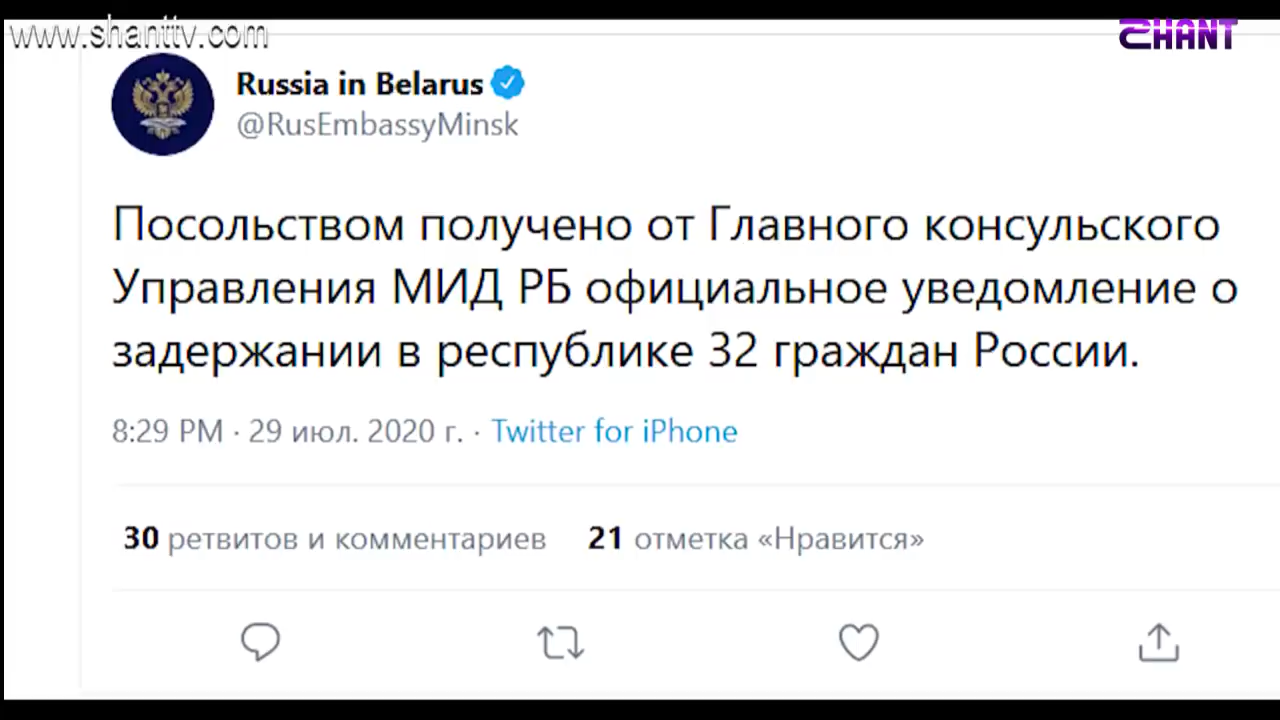 www.shanttv.com
SHANT
Russia in Belarus
@RusEmbassyMinsk
Посольством получено от Главного консульского
Управления МИД РБ официальное уведомление о
задержании в республике 32 граждан России.
8:29 PM · 29 июл. 2020 г. · Twitter for iPhone
30 ретвитов и комментариев 21 отметка «Нравится»